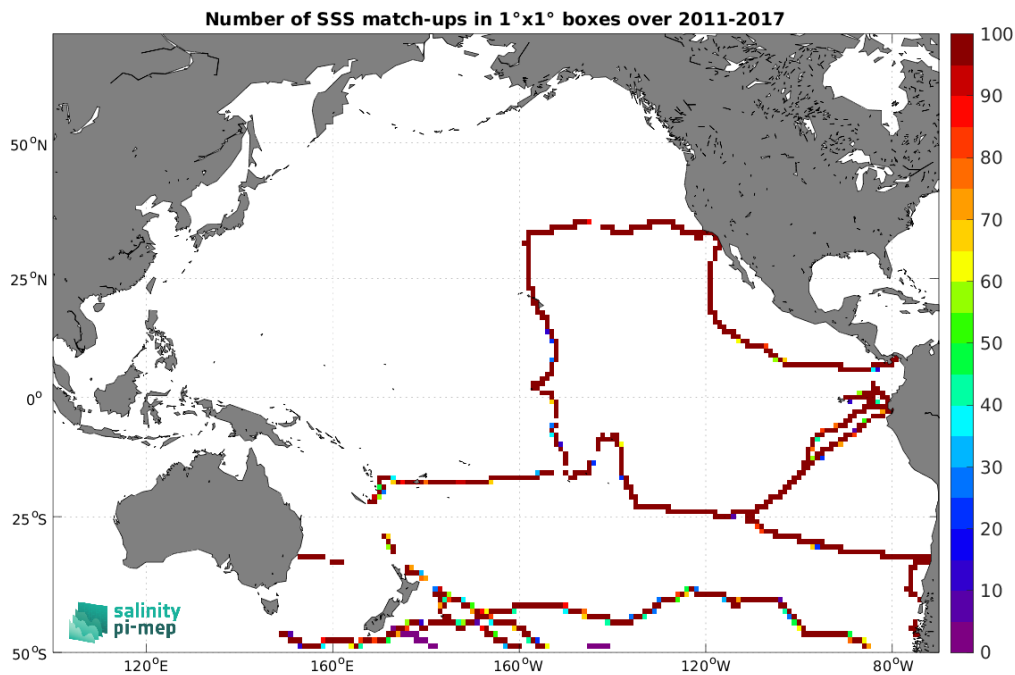 Number of SSS match-ups in 1°x1° boxes over 2011-2017
100
90
80
70
60
50
40
30
20
10
0
50°N
25°N
0°
25°S
50°S
120°E
160°E
160°W
120°W
80°W
salinity
pi-mep